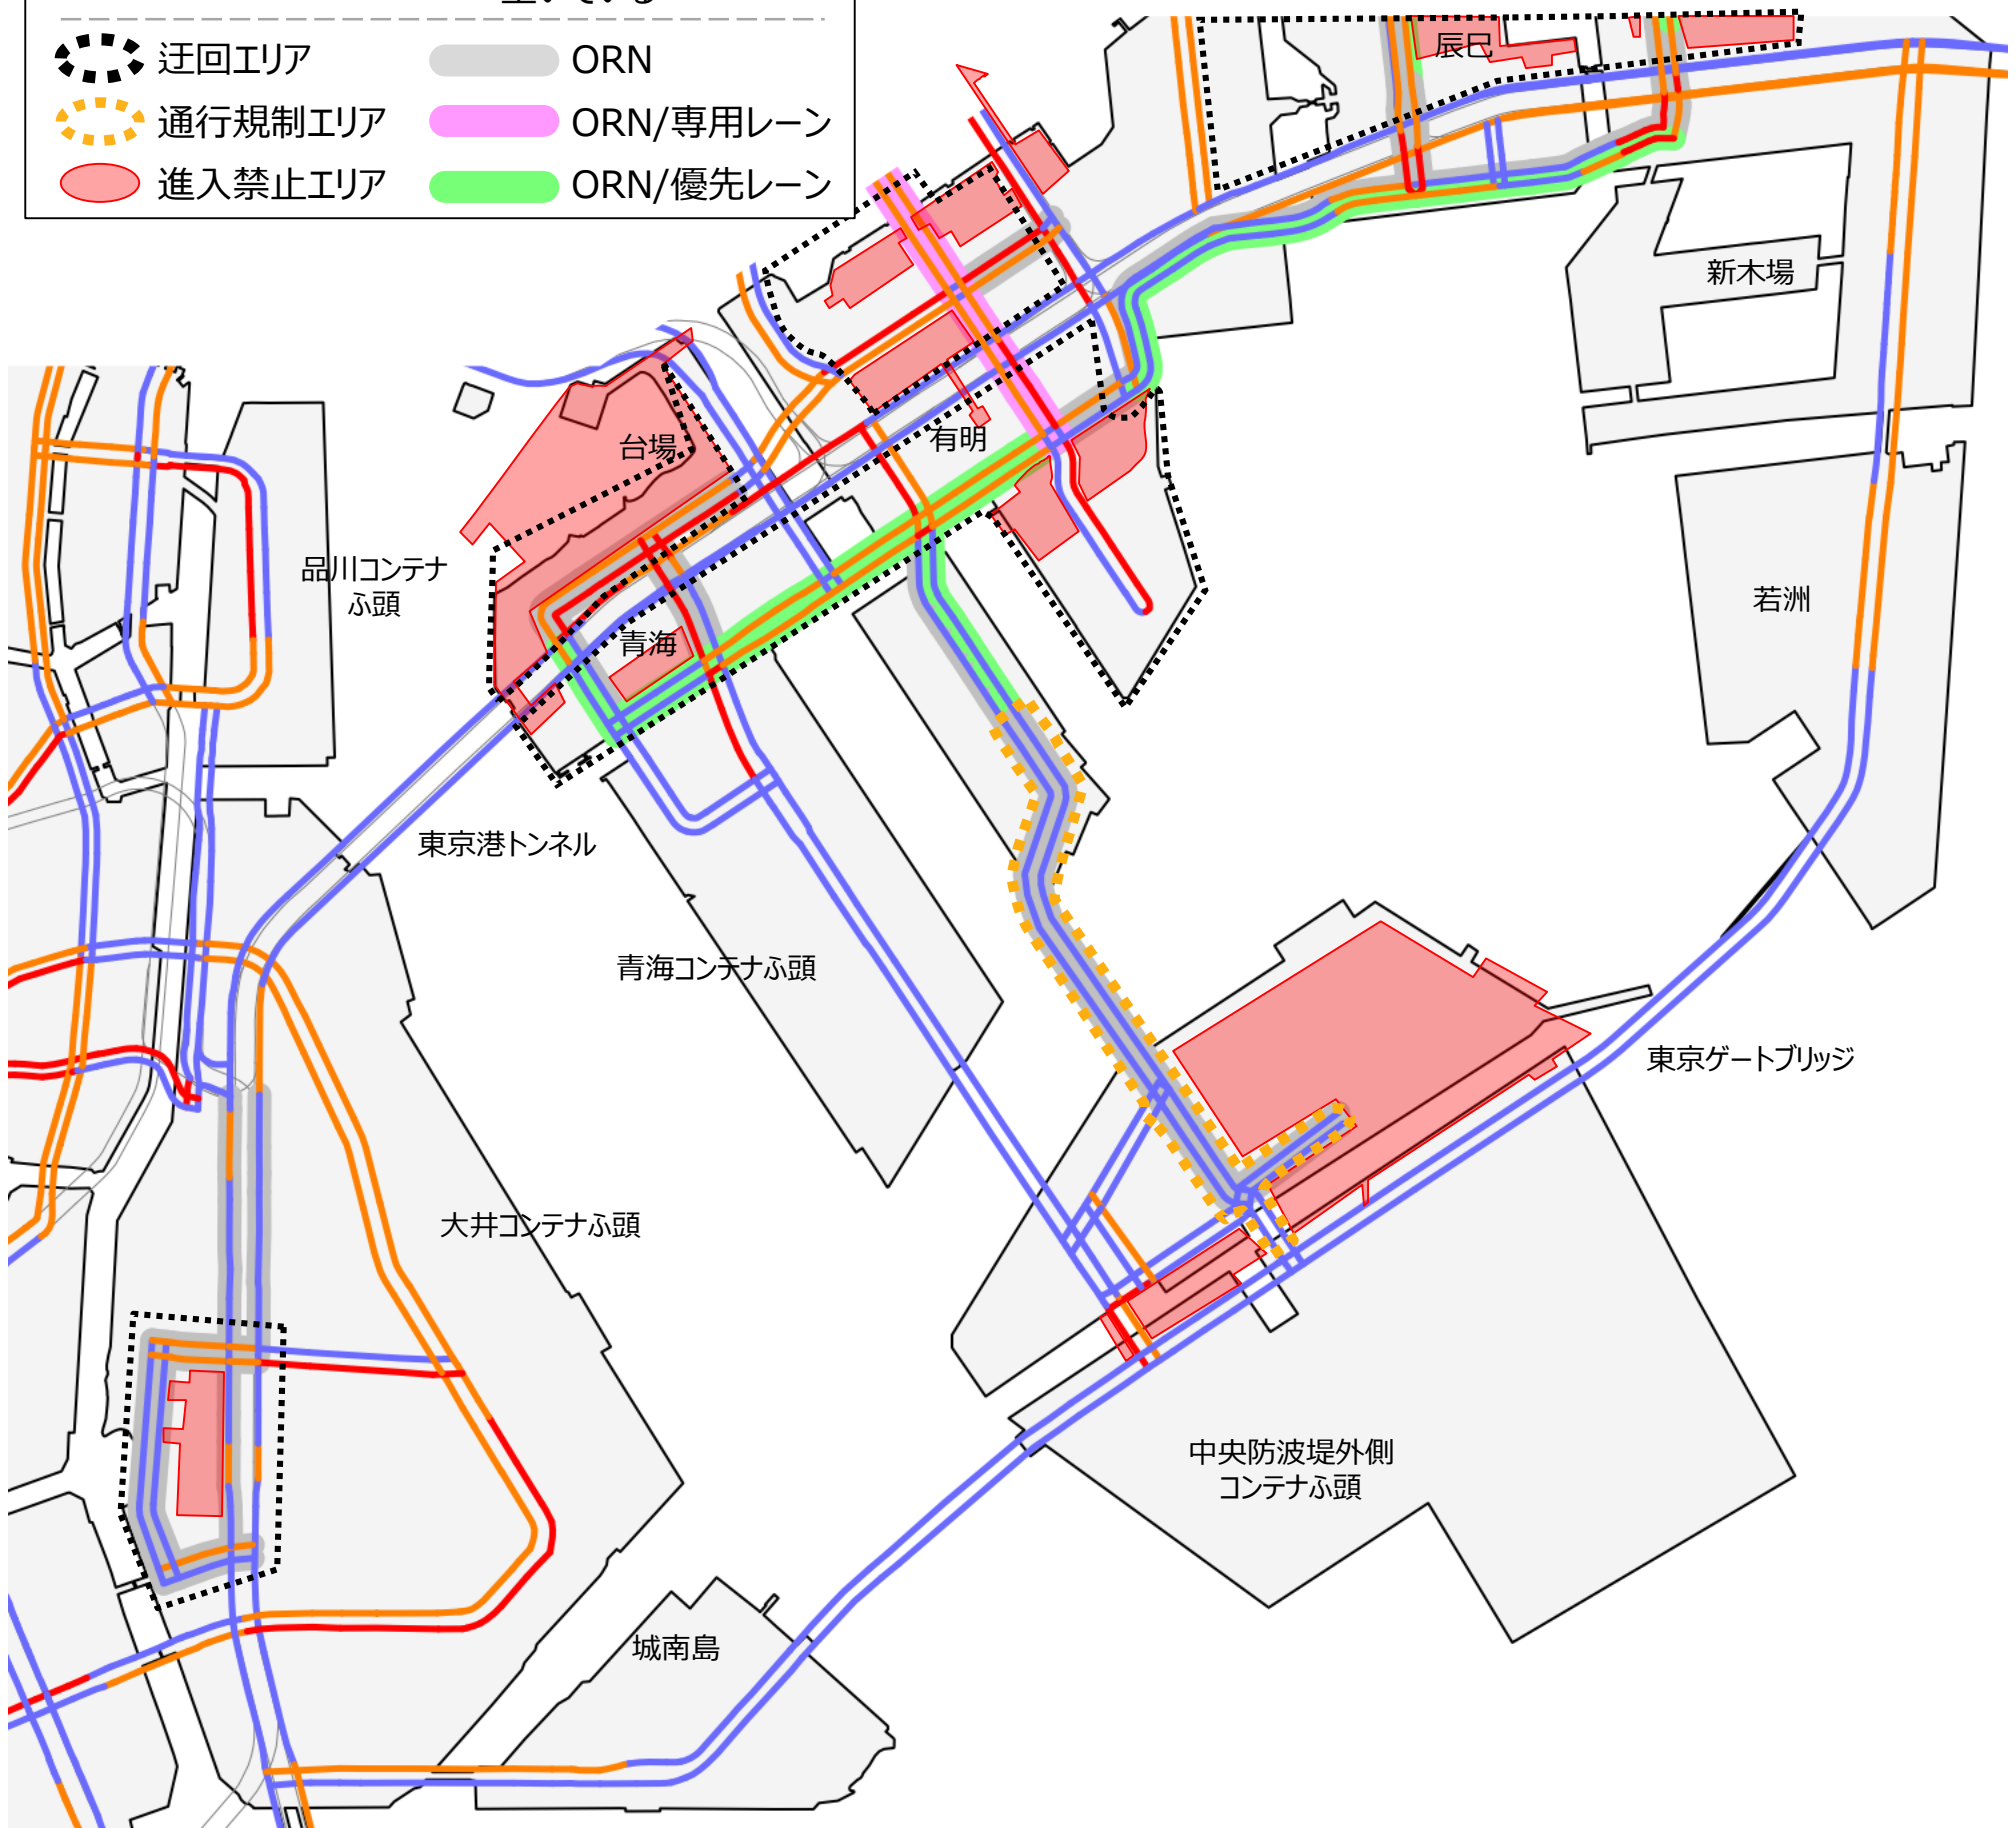 空いている
迂回エリア
ORN
通行規制エリア
ORN/専用レーン
進入禁止エリア
ORN/優先レーン
辰巳
新木場
有明
台場
品川コンテナ
ふ頭
若洲
青海
東京港トンネル
青海コンテナふ頭
東京ゲートブリッジ
大井コンテナふ頭
中央防波堤外側
コンテナふ頭
城南島